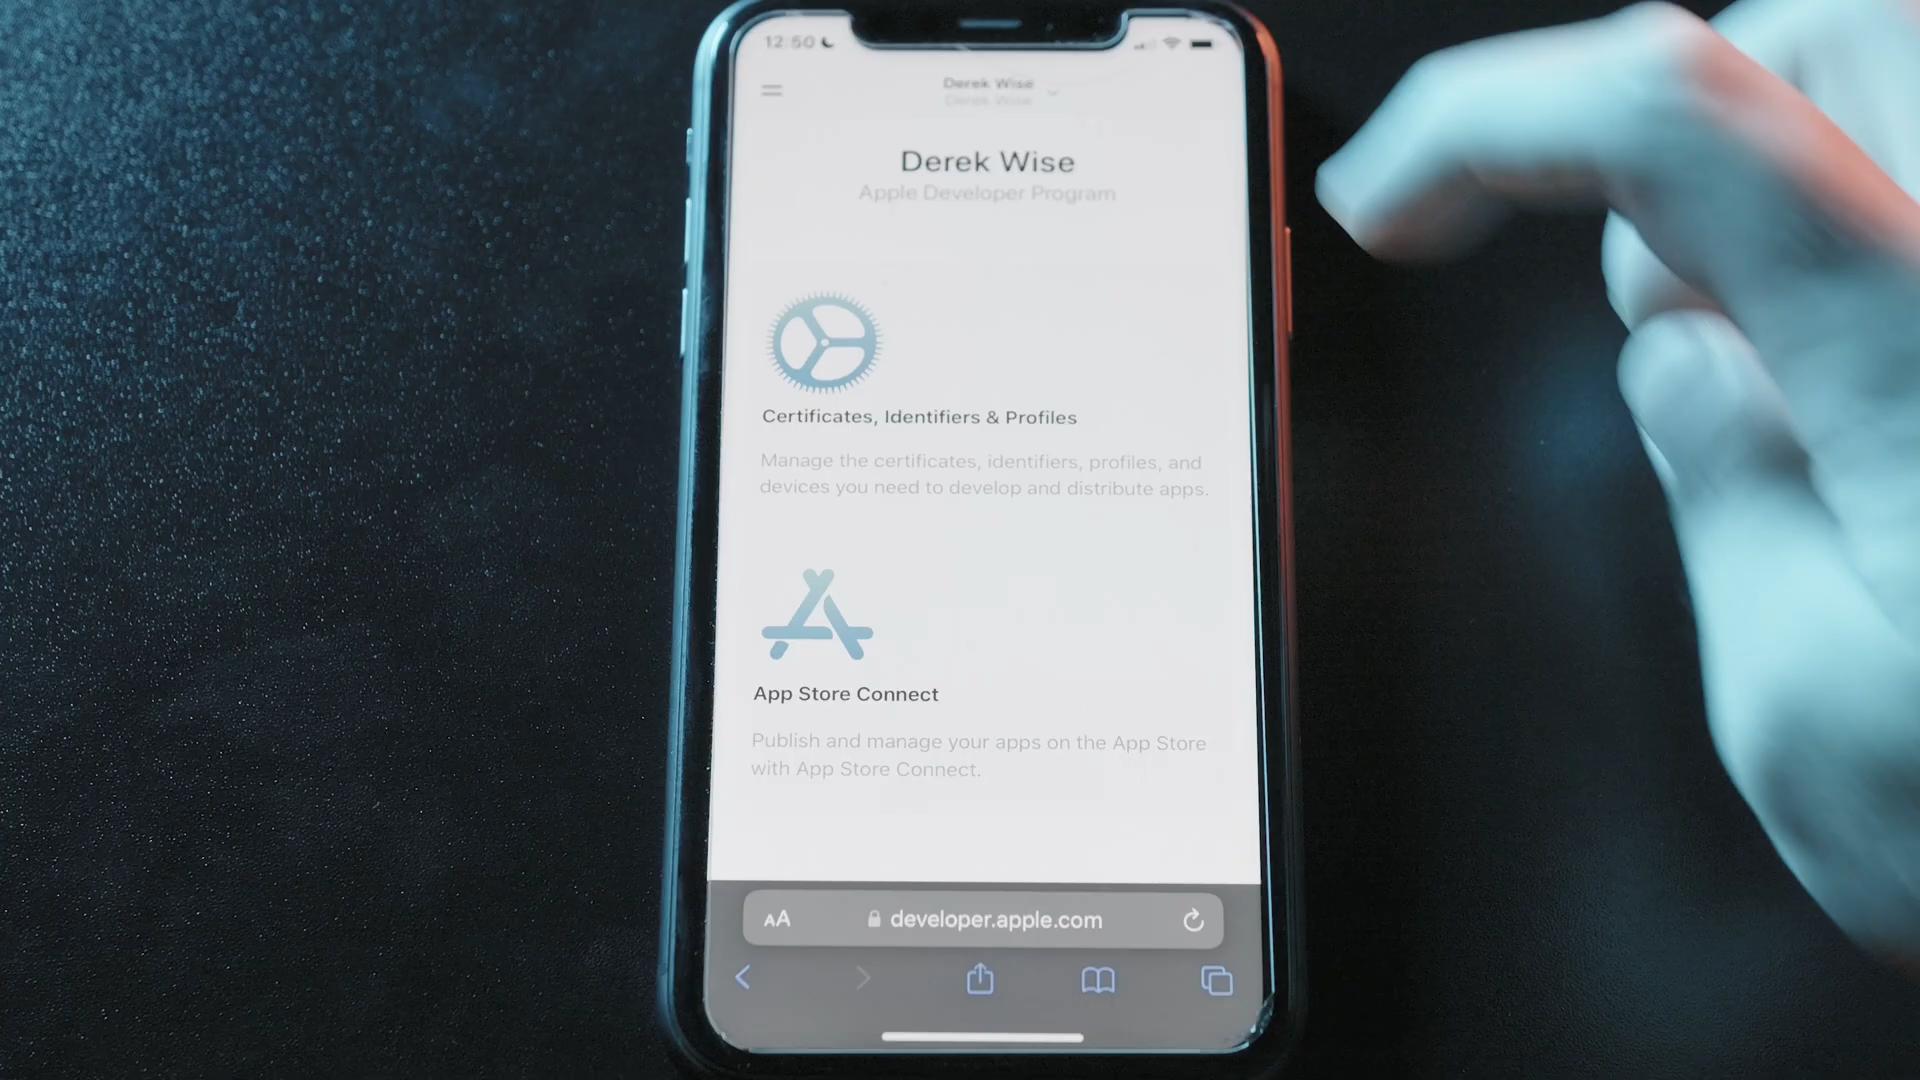 12:50
Derek Wise
Derek Wise
Derek Wise
Apple Developer Program
Certificates, Identifiers & Profiles
Manage the certificates, identifiers, profiles, and
devices you need to develop and distribute apps.
App Store Connect
Publish and manage your apps on the App Store
with App Store Connect.
AA developer.apple.com